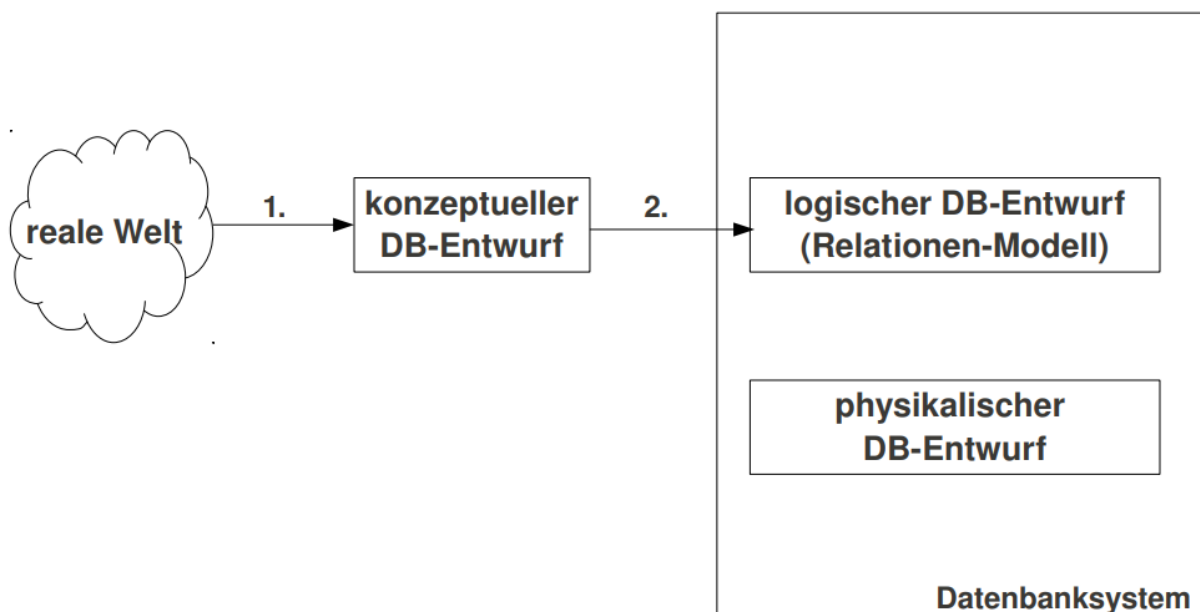 reale Welt
1.
konzeptueller
DB-Entwurf
2.
logischer DB-Entwurf
(Relationen-Modell)
physikalischer
DB-Entwurf
Datenbanksystem